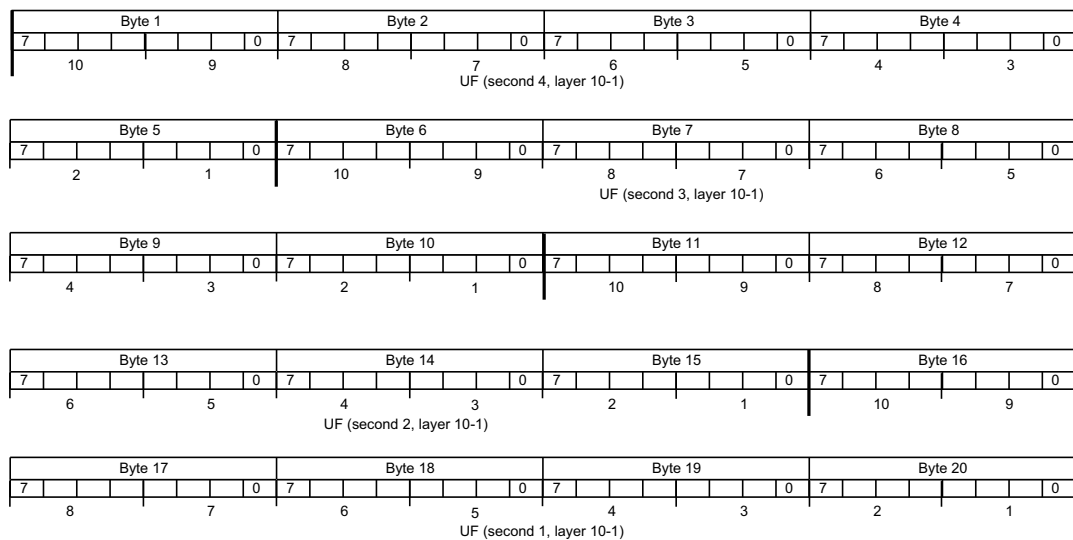 Byte 1 Byte 2 Byte 3 Byte 4
7 0 7 0 7 0 7 0
10 9 8 7 6 5 4 3
UF (second 4, layer 10-1)
Byte 5 Byte 6 Byte 7 Byte 8
7 0 7 0 7 0 7 0
2 1 10 9 8 7 6 5
UF (second 3, layer 10-1)
Byte 9 Byte 10 Byte 11 Byte 12
7 0 7 0 7 0 7 0
4 3 2 1 10 9 8 7
Byte 13 Byte 14 Byte 15 Byte 16
7 0 7 0 7 0 7 0
6 5 4 3 2 1 10 9
UF (second 2, layer 10-1)
Byte 17 Byte 18 Byte 19 Byte 20
7 0 7 0 7 0 7 0
8 7 6 5 4 3 2 1
UF (second 1, layer 10-1)